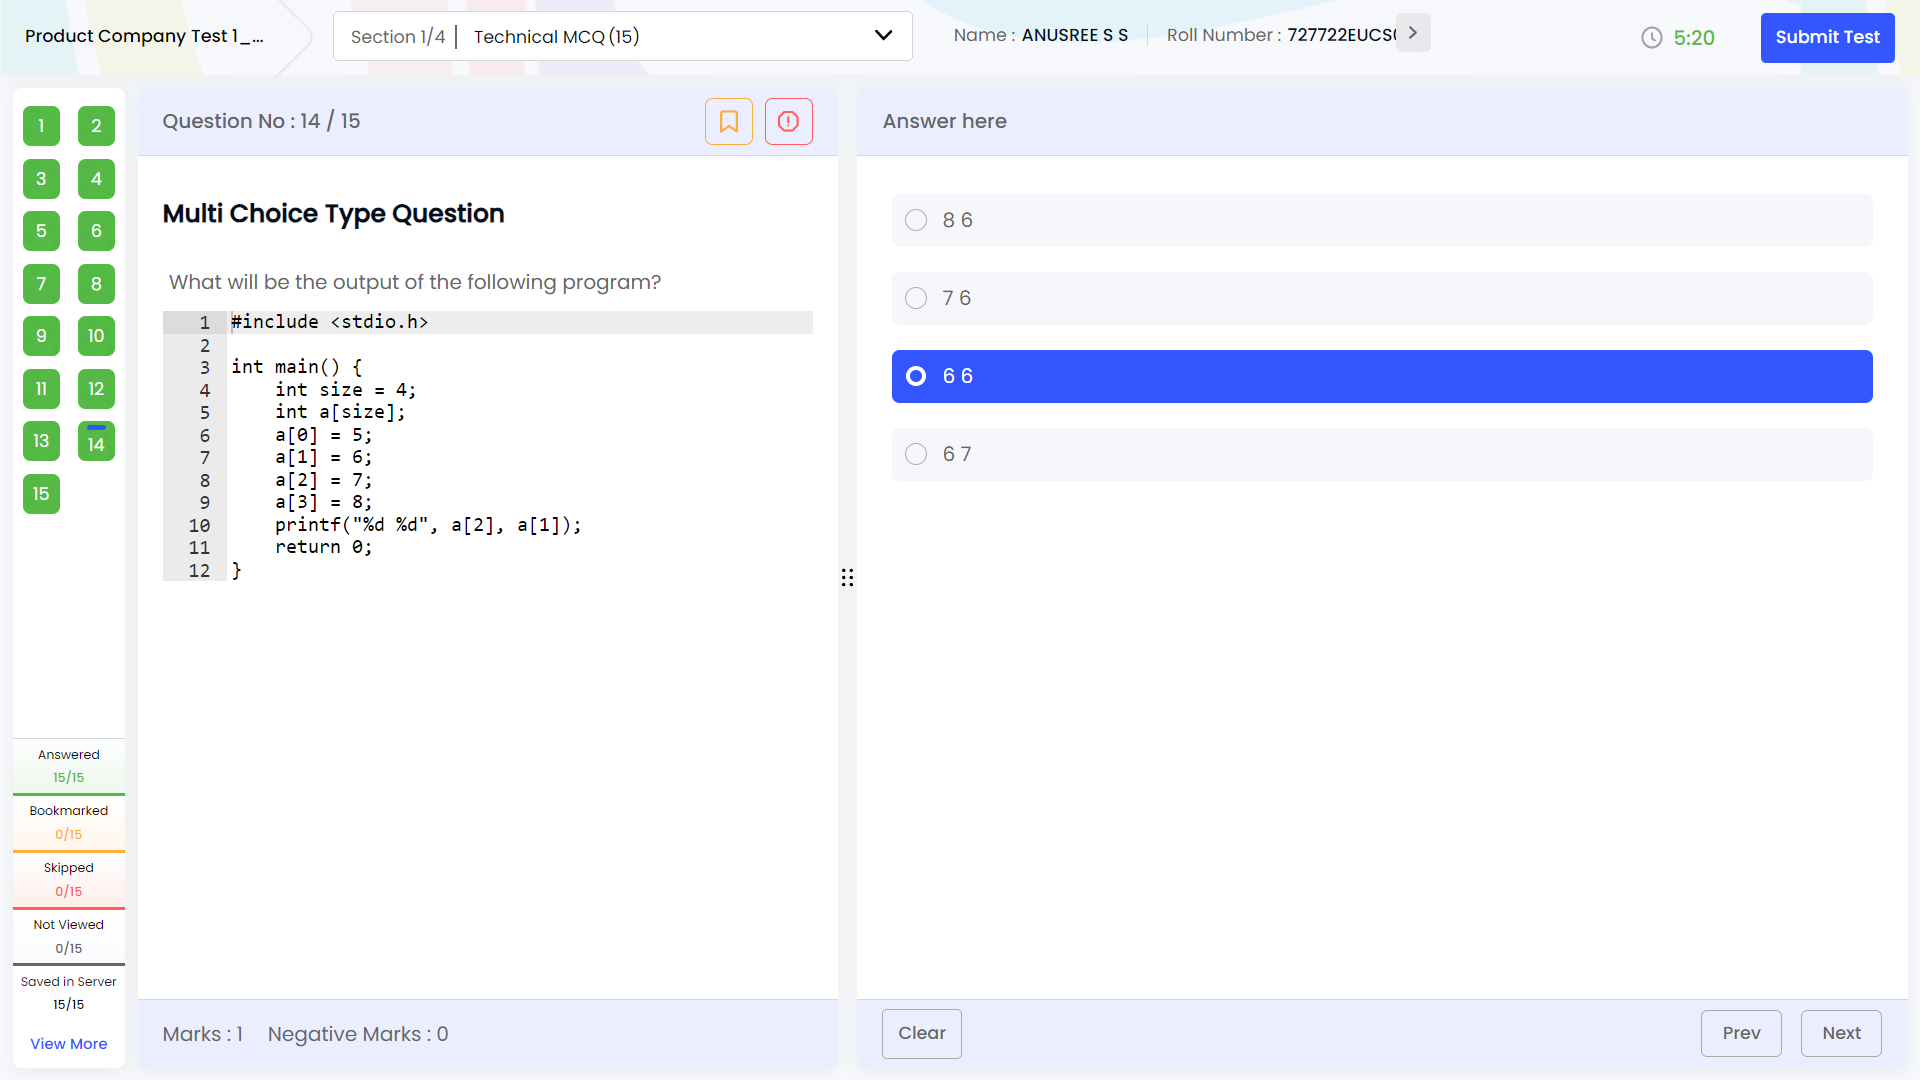 Product Company Test 1_...
Section 1/4 | Technical MCQ (15)
Name : ANUSREE S S
Roll Number : 727722EUCS
5:20
Submit Test
1 2
3 4
5 6
7 8
9 10
11 12
13 14
15
Answered
15/15
Bookmarked
0/15
Skipped
0/15
Not Viewed
0/15
Saved in Server
15/15
View More
Question No : 14 / 15
Multi Choice Type Question
What will be the output of the following program?
1 #include <stdio.h>
2
3 int main() {
4     int size = 4;
5     int a[size];
6     a[0] = 5;
7     a[1] = 6;
8     a[2] = 7;
9     a[3] = 8;
10     printf("%d %d", a[2], a[1]);
11     return 0;
12 }
Marks : 1 Negative Marks : 0
Answer here
8 6
7 6
6 6
6 7
Clear
Prev
Next